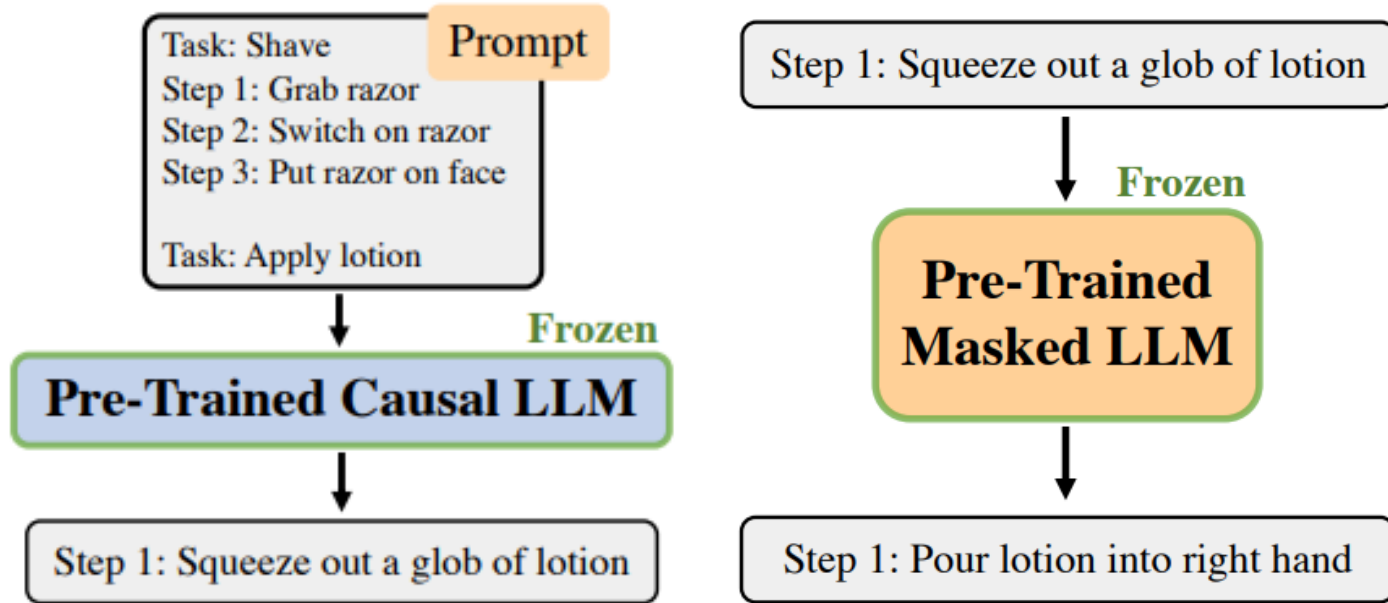 Prompt
Task: Shave
Step 1: Grab razor
Step 2: Switch on razor
Step 3: Put razor on face
Task: Apply lotion
Frozen
Pre-Trained Causal LLM
Step 1: Squeeze out a glob of lotion
Step 1: Squeeze out a glob of lotion
Frozen
Pre-Trained
Masked LLM
Step 1: Pour lotion into right hand